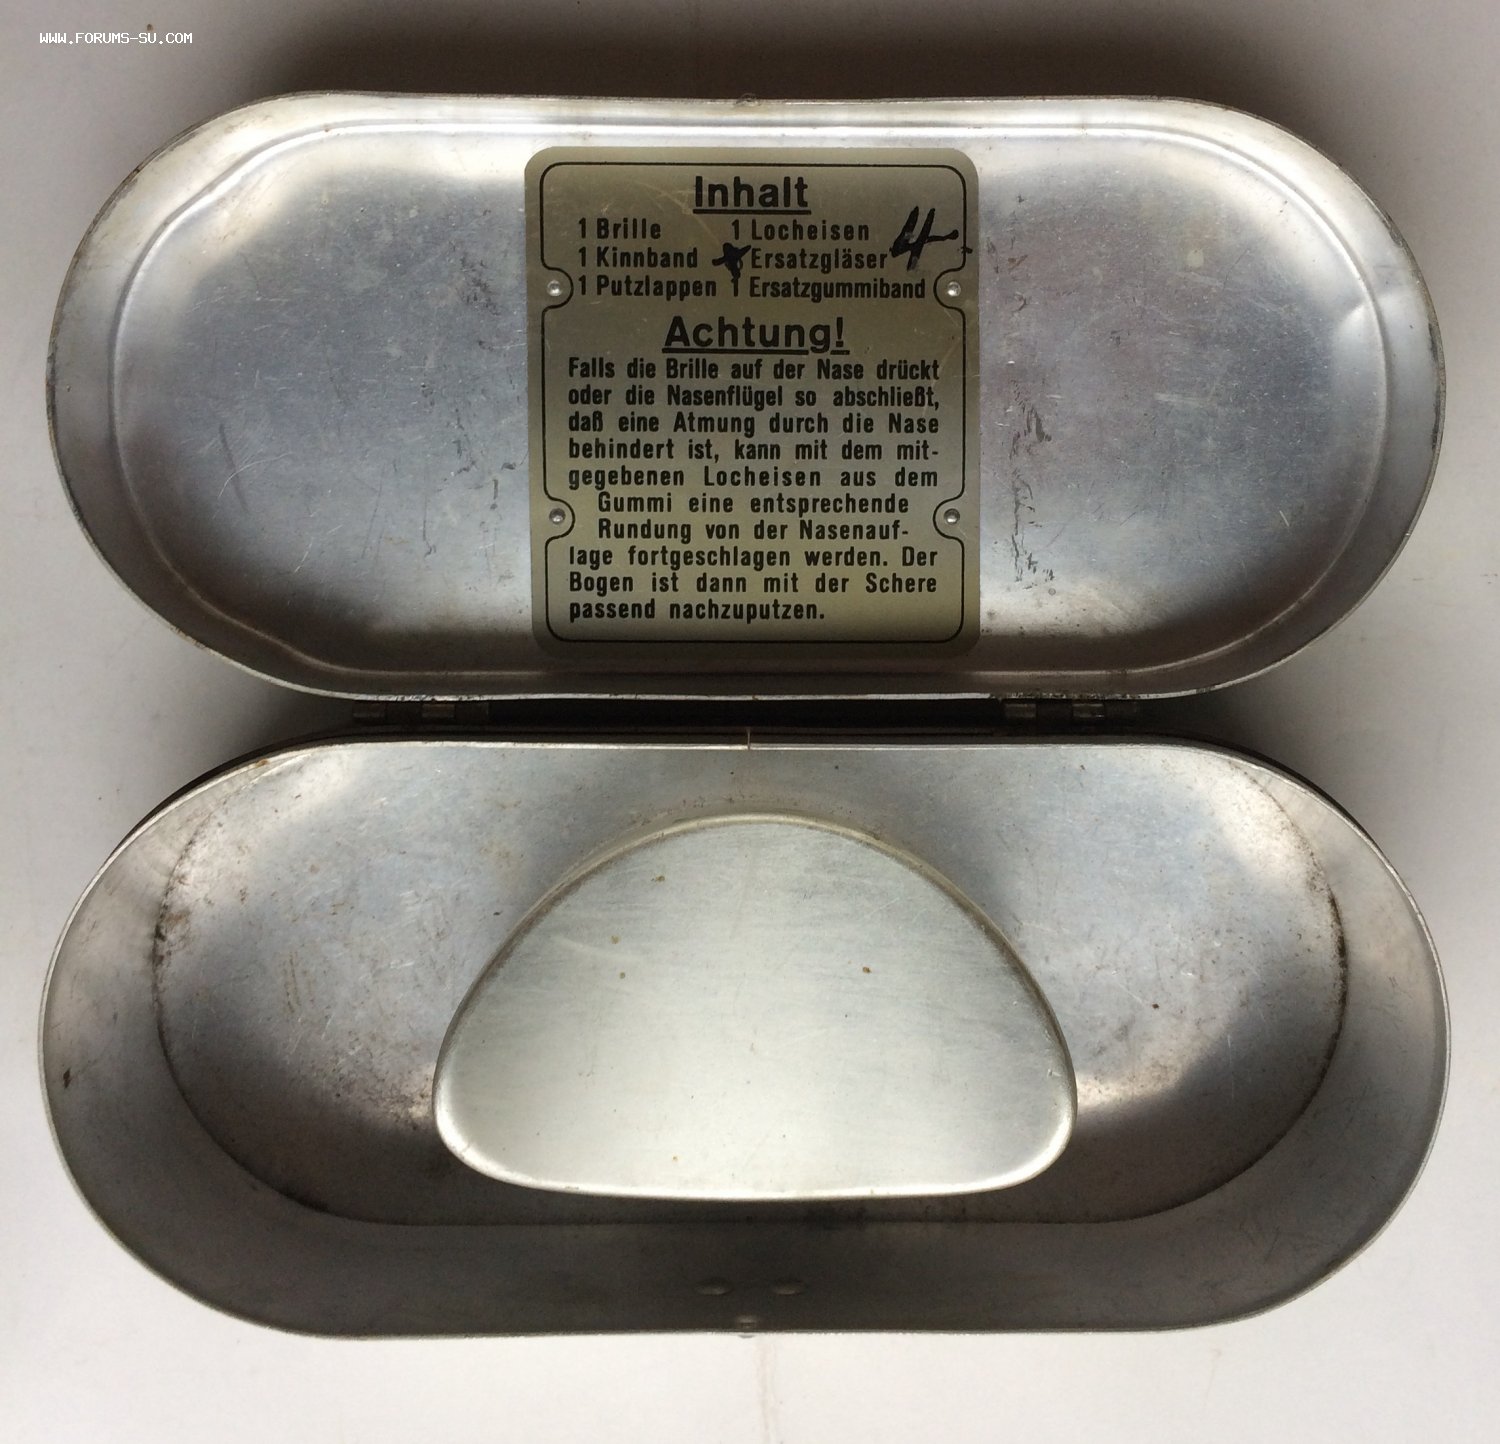 WWW.FORUMS-SU.COM
Inhalt
1 Brille 1 Locheisen
1 Kinnband Ersatzgläser 4
1 Putzlappen 1 Ersatzgummiband
Achtung!
Falls die Brille auf der Nase drückt
oder die Nasenflügel so abschließt,
daß eine Atmung durch die Nase
behindert ist, kann mit dem mit-
gegebenen Locheisen aus dem
Gummi eine entsprechende
Rundung von der Nasenauf-
lage fortgeschlagen werden. Der
Bogen ist dann mit der Schere
passend nachzuputzen.